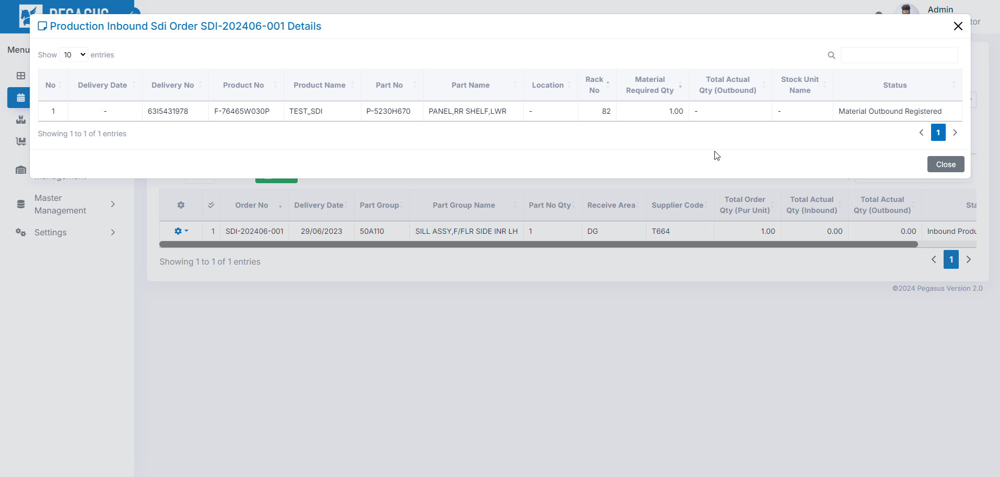 PEGASUS
Admin
tor
Production Inbound Sdi Order SDI-202406-001 Details
Menu
Show 10 entries
No Delivery Date Delivery No Product No Product Name Part No Part Name Location Rack No Material Required Qty Total Actual Qty (Outbound) Stock Unit Name Status
1 - 63I5431978 F-76465W030P TEST_SDI P-5230H670 PANEL,RR SHELF,LWR - 82 1.00 - - Material Outbound Registered
Showing 1 to 1 of 1 entries
1
Close
Management
Master
Management
Settings
Order No Delivery Date Part Group Part Group Name Part No Qty Receive Area Supplier Code Total Order Qty (Pur Unit) Total Actual Qty (Inbound) Total Actual Qty (Outbound) Sta
1 SDI-202406-001 29/06/2023 50A110 SILL ASSY,F/FLR SIDE INR LH 1 DG T664 1.00 0.00 0.00 Inbound Produ
Showing 1 to 1 of 1 entries
1
©2024 Pegasus Version 2.0